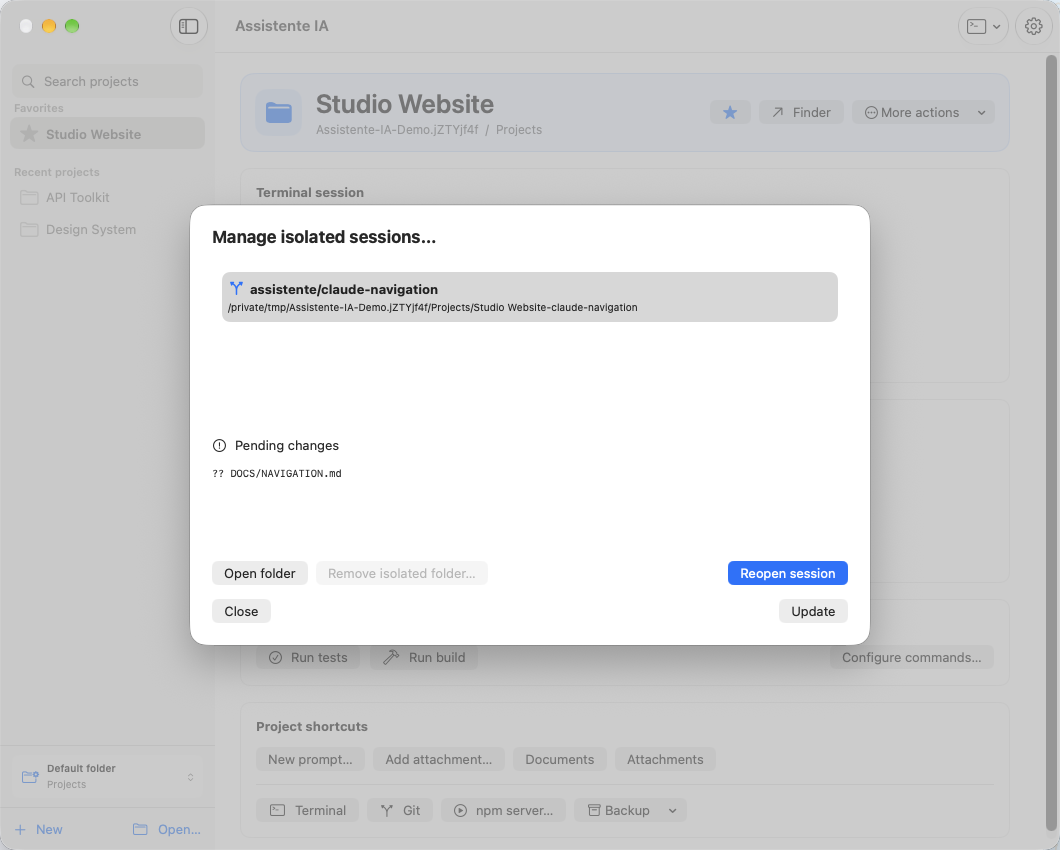 Assistente IA
Search projects
Favorites
Studio Website
Recent projects
API Toolkit
Design System
Studio Website
Assistente-IA-Demo.jZTYjf4f / Projects
Finder
More actions
Terminal session
Manage isolated sessions...
assistente/claude-navigation
/private/tmp/Assistente-IA-Demo.jZTYjf4f/Projects/Studio Website-claude-navigation
Pending changes
?? DOCS/NAVIGATION.md
Open folder
Remove isolated folder...
Reopen session
Close
Update
Run tests
Run build
Configure commands...
Project shortcuts
New prompt...
Add attachment...
Documents
Attachments
Terminal
Git
npm server...
Backup
Default folder
Projects
New
Open...